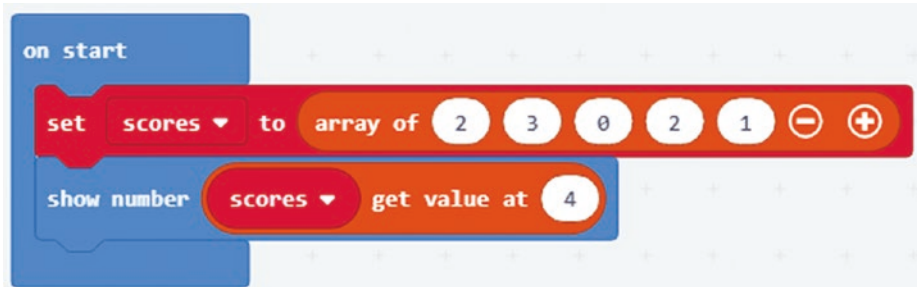 on start
set scores to array of 2 3 0 2 1
show number scores get value at 4